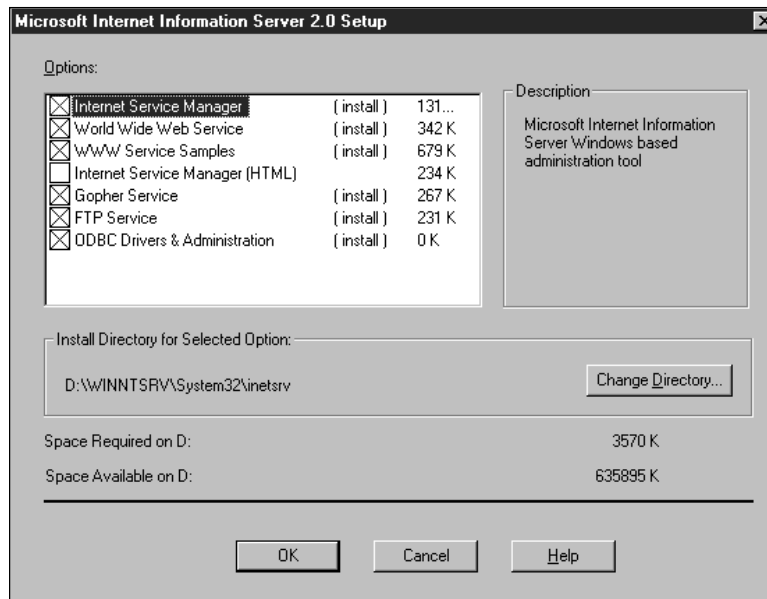 Microsoft Internet Information Server 2.0 Setup
Options:
Internet Service Manager ( install ) 131...
World Wide Web Service ( install ) 342 K
WWW Service Samples ( install ) 679 K
Internet Service Manager (HTML) 234 K
Gopher Service ( install ) 267 K
FTP Service ( install ) 231 K
ODBC Drivers & Administration ( install ) 0 K
Description
Microsoft Internet Information
Server Windows based
administration tool
Install Directory for Selected Option:
D:\WINNTSRV\System32\inetsrv
Change Directory...
Space Required on D: 3570 K
Space Available on D: 635895 K
OK Cancel Help